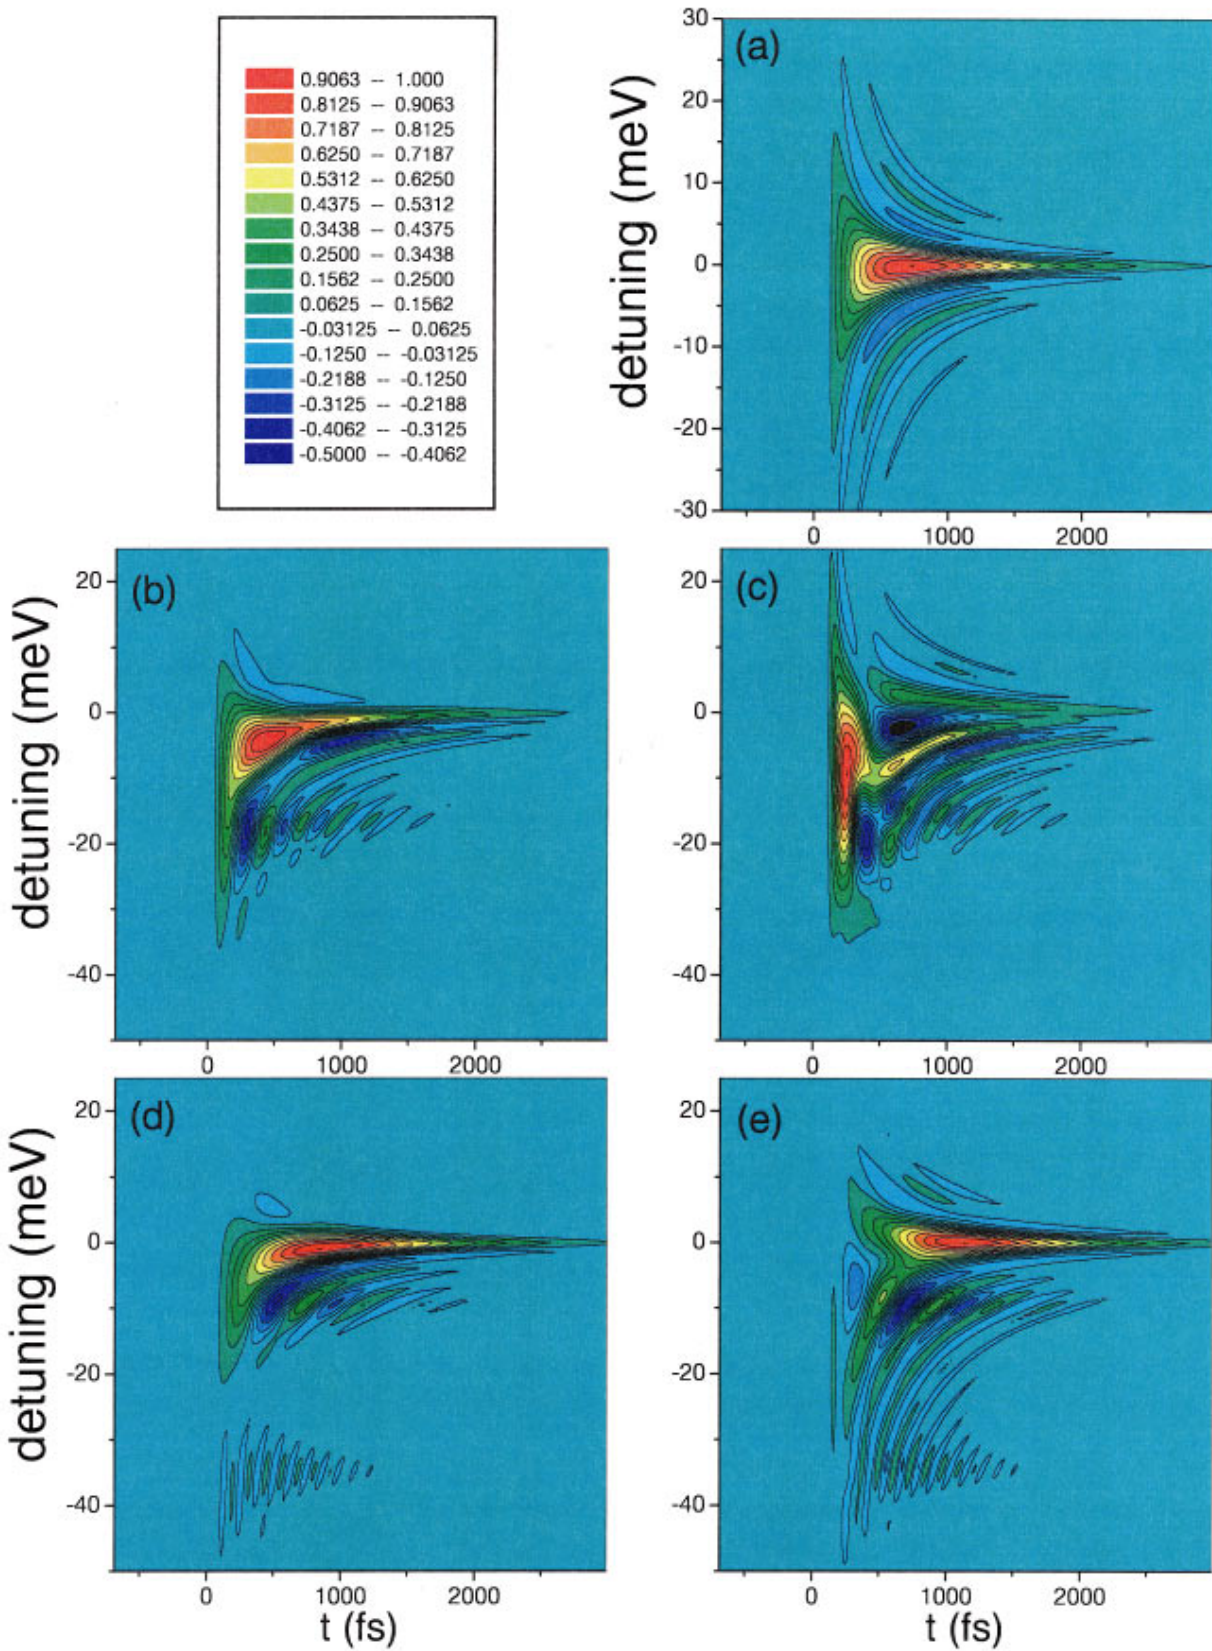 0.9063 -- 1.000
0.8125 -- 0.9063
0.7187 -- 0.8125
0.6250 -- 0.7187
0.5312 -- 0.6250
0.4375 -- 0.5312
0.3438 -- 0.4375
0.2500 -- 0.3438
0.1562 -- 0.2500
0.0625 -- 0.1562
-0.03125 -- 0.0625
-0.1250 -- -0.03125
-0.2188 -- -0.1250
-0.3125 -- -0.2188
-0.4062 -- -0.3125
-0.5000 -- -0.4062
(a)
detuning (meV)
30
20
10
0
-10
-20
-30
0 1000 2000
(b)
detuning (meV)
20
0
-20
-40
0 1000 2000
(c)
20
0
-20
-40
0 1000 2000
(d)
detuning (meV)
20
0
-20
-40
0 1000 2000
t (fs)
(e)
20
0
-20
-40
0 1000 2000
t (fs)